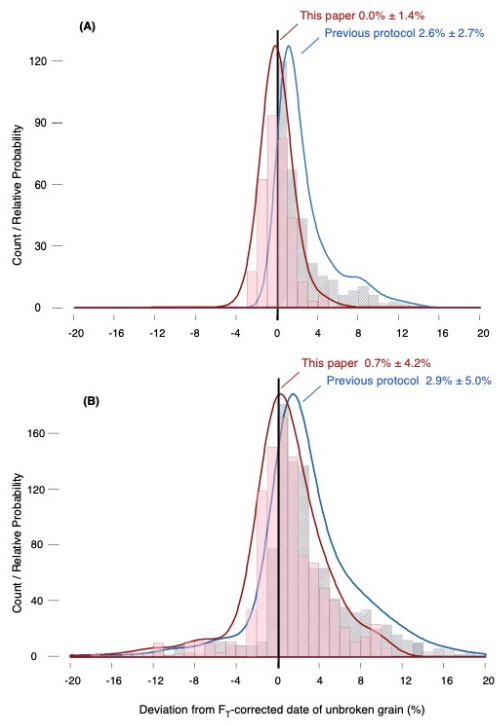 (A)
This paper 0.0% ± 1.4%
Previous protocol 2.6% ± 2.7%
Count / Relative Probability
120
90
60
30
0
-20 -16 -12 -8 -4 0 4 8 12 16 20
(B)
This paper 0.7% ± 4.2%
Previous protocol 2.9% ± 5.0%
Count / Relative Probability
160
120
80
40
0
-20 -16 -12 -8 -4 0 4 8 12 16 20
Deviation from FT-corrected date of unbroken grain (%)